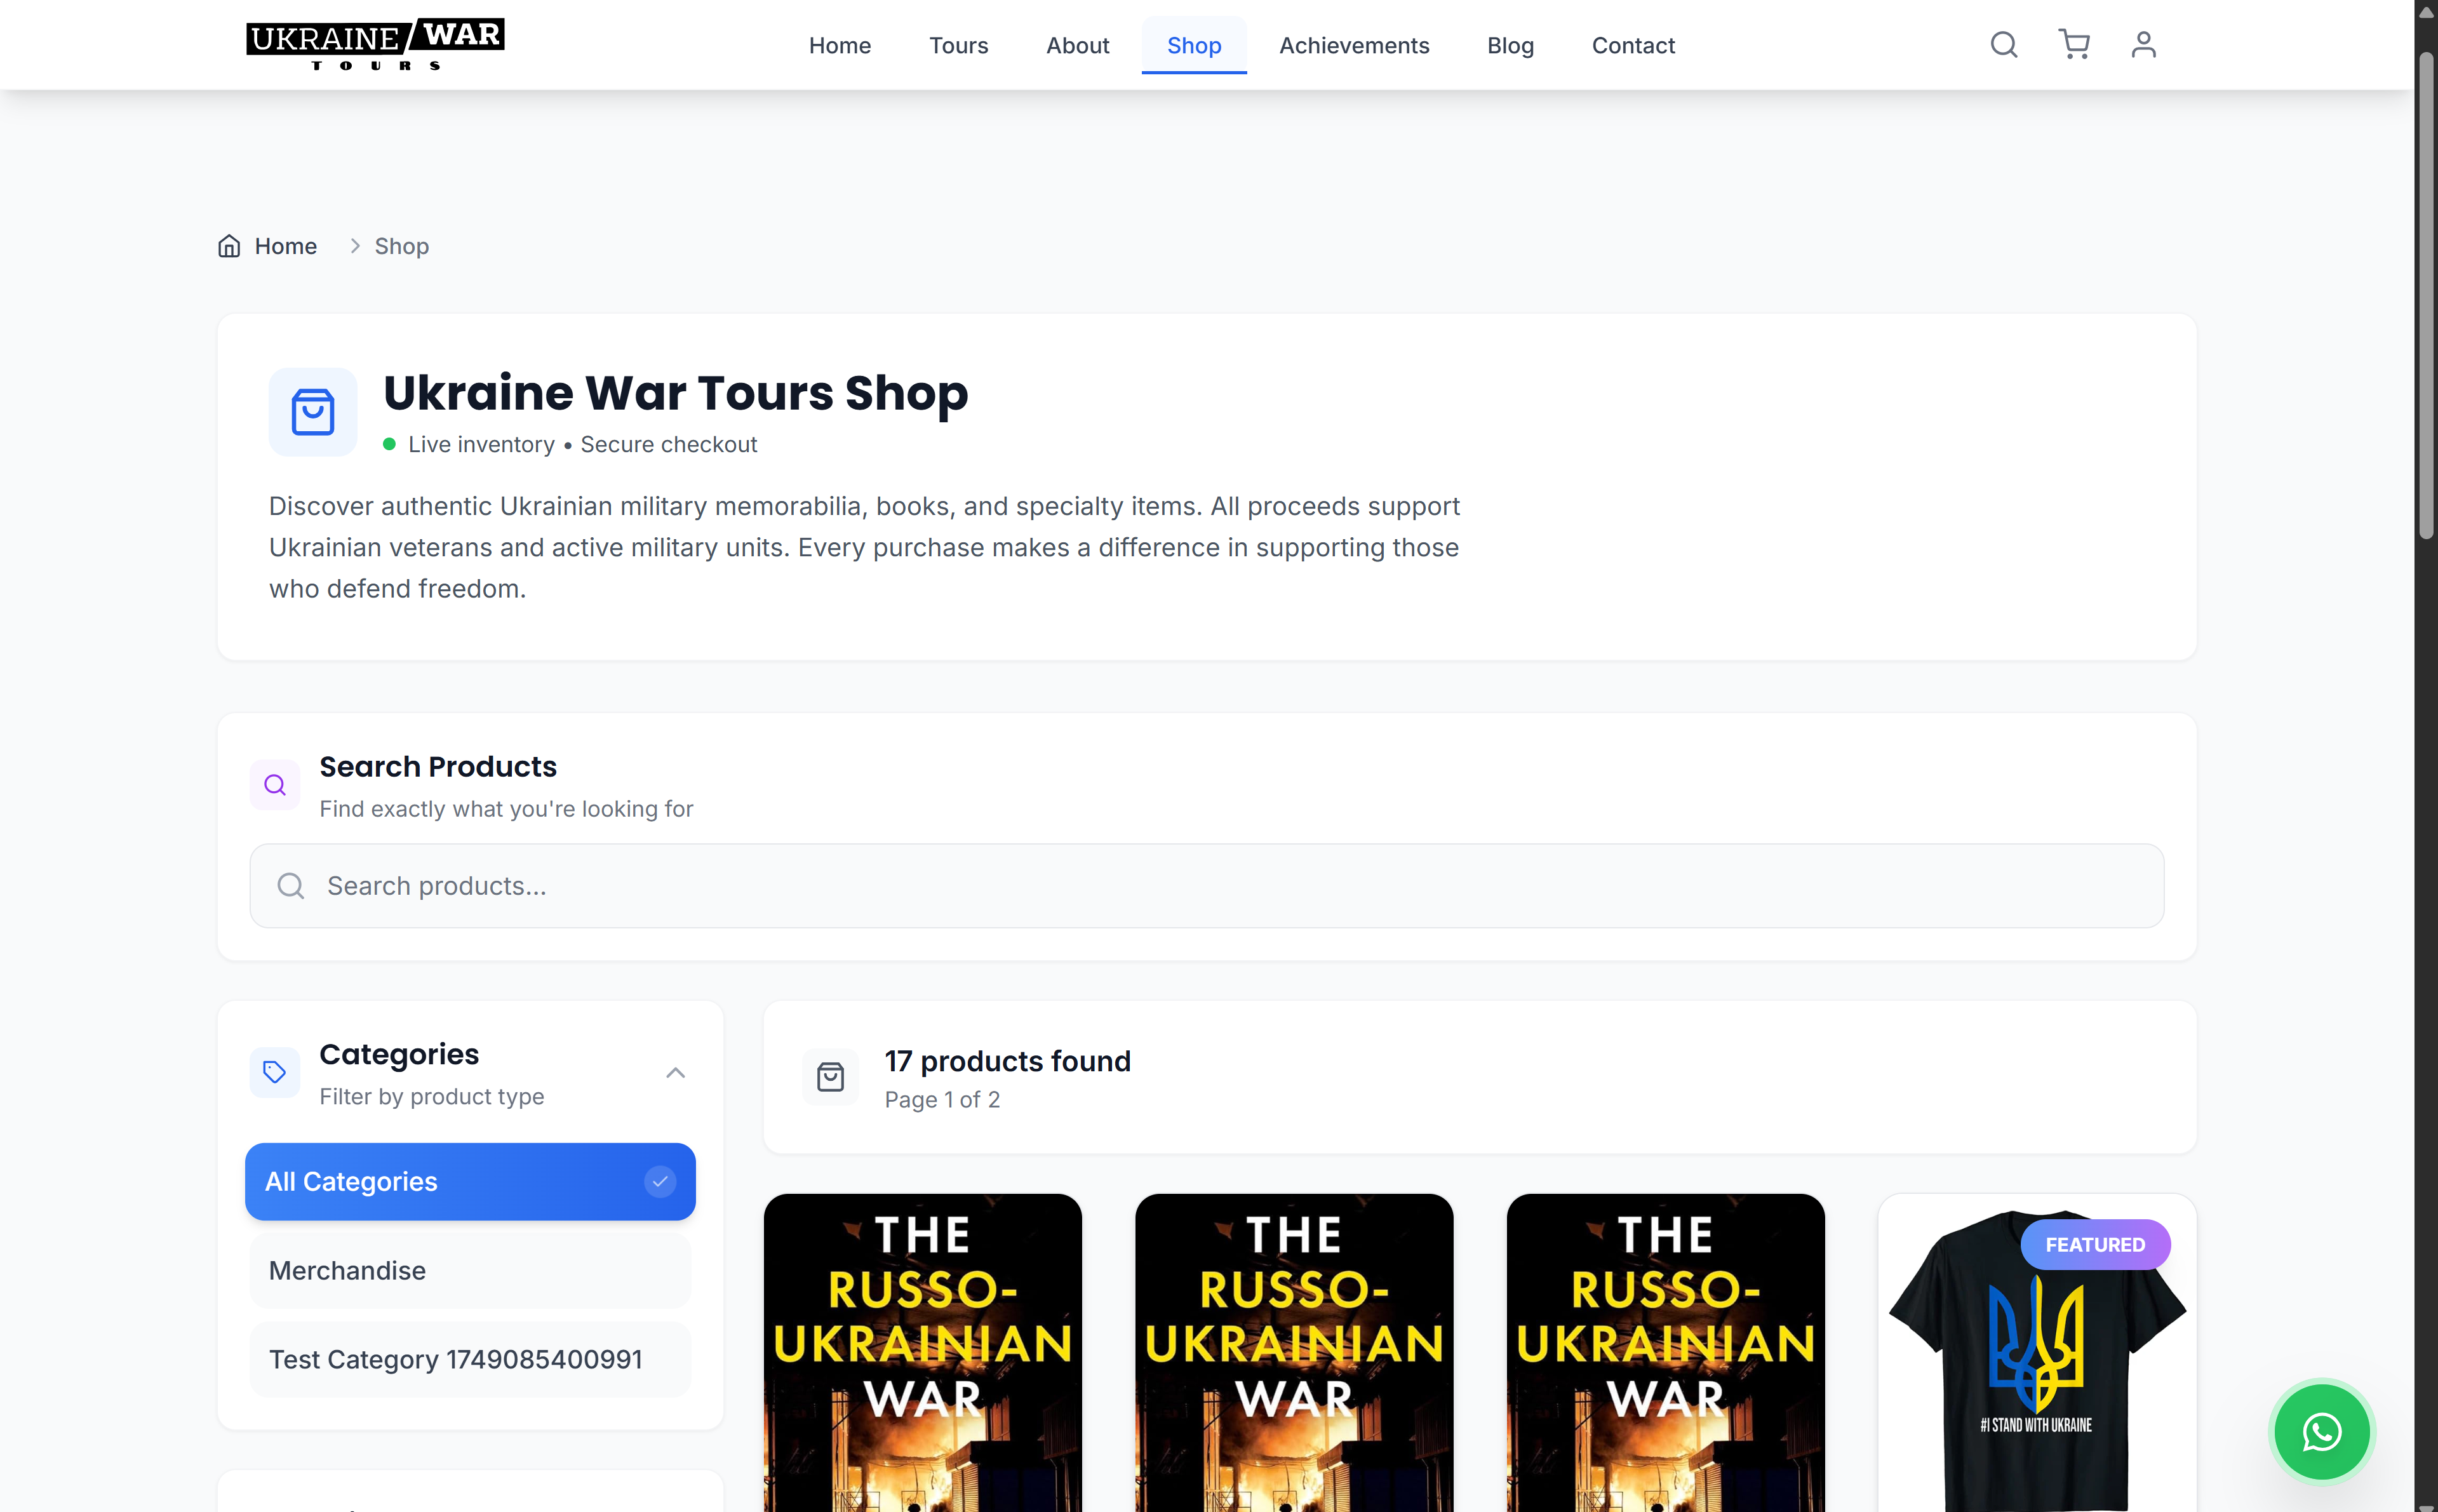 UKRAINE/WAR
TOURS
Home
Tours
About
Shop
Achievements
Blog
Contact
Home
Shop
Ukraine War Tours Shop
Live inventory • Secure checkout
Discover authentic Ukrainian military memorabilia, books, and specialty items. All proceeds support
Ukrainian veterans and active military units. Every purchase makes a difference in supporting those
who defend freedom.
Search Products
Find exactly what you're looking for
Search products...
Categories
Filter by product type
All Categories
Merchandise
Test Category 1749085400991
17 products found
Page 1 of 2
THE
RUSSO-
UKRAINIAN
WAR
THE
RUSSO-
UKRAINIAN
WAR
THE
RUSSO-
UKRAINIAN
WAR
FEATURED
#I STAND WITH UKRAINE